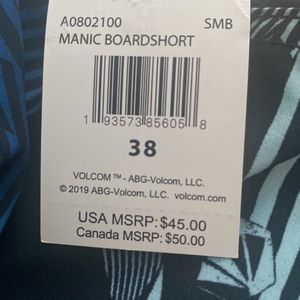 A0802100 SMB
MANIC BOARDSHORT
1 93573 85605 8
38
VOLCOM ™ - ABG-Volcom, LLC.
© 2019 ABG-Volcom, LLC. volcom.com
USA MSRP: $45.00
Canada MSRP: $50.00